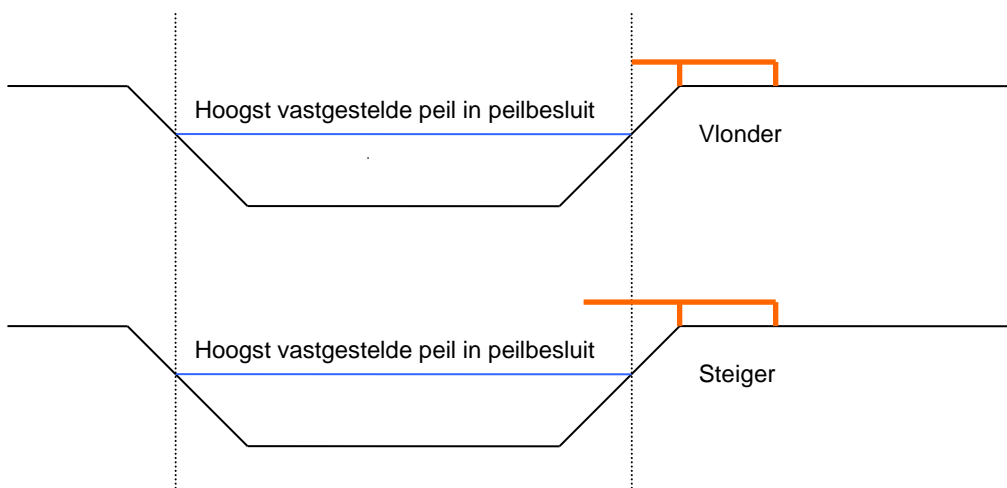 Hoogst vastgestelde peil in peilbesluit
Vlonder
Hoogst vastgestelde peil in peilbesluit
Steiger